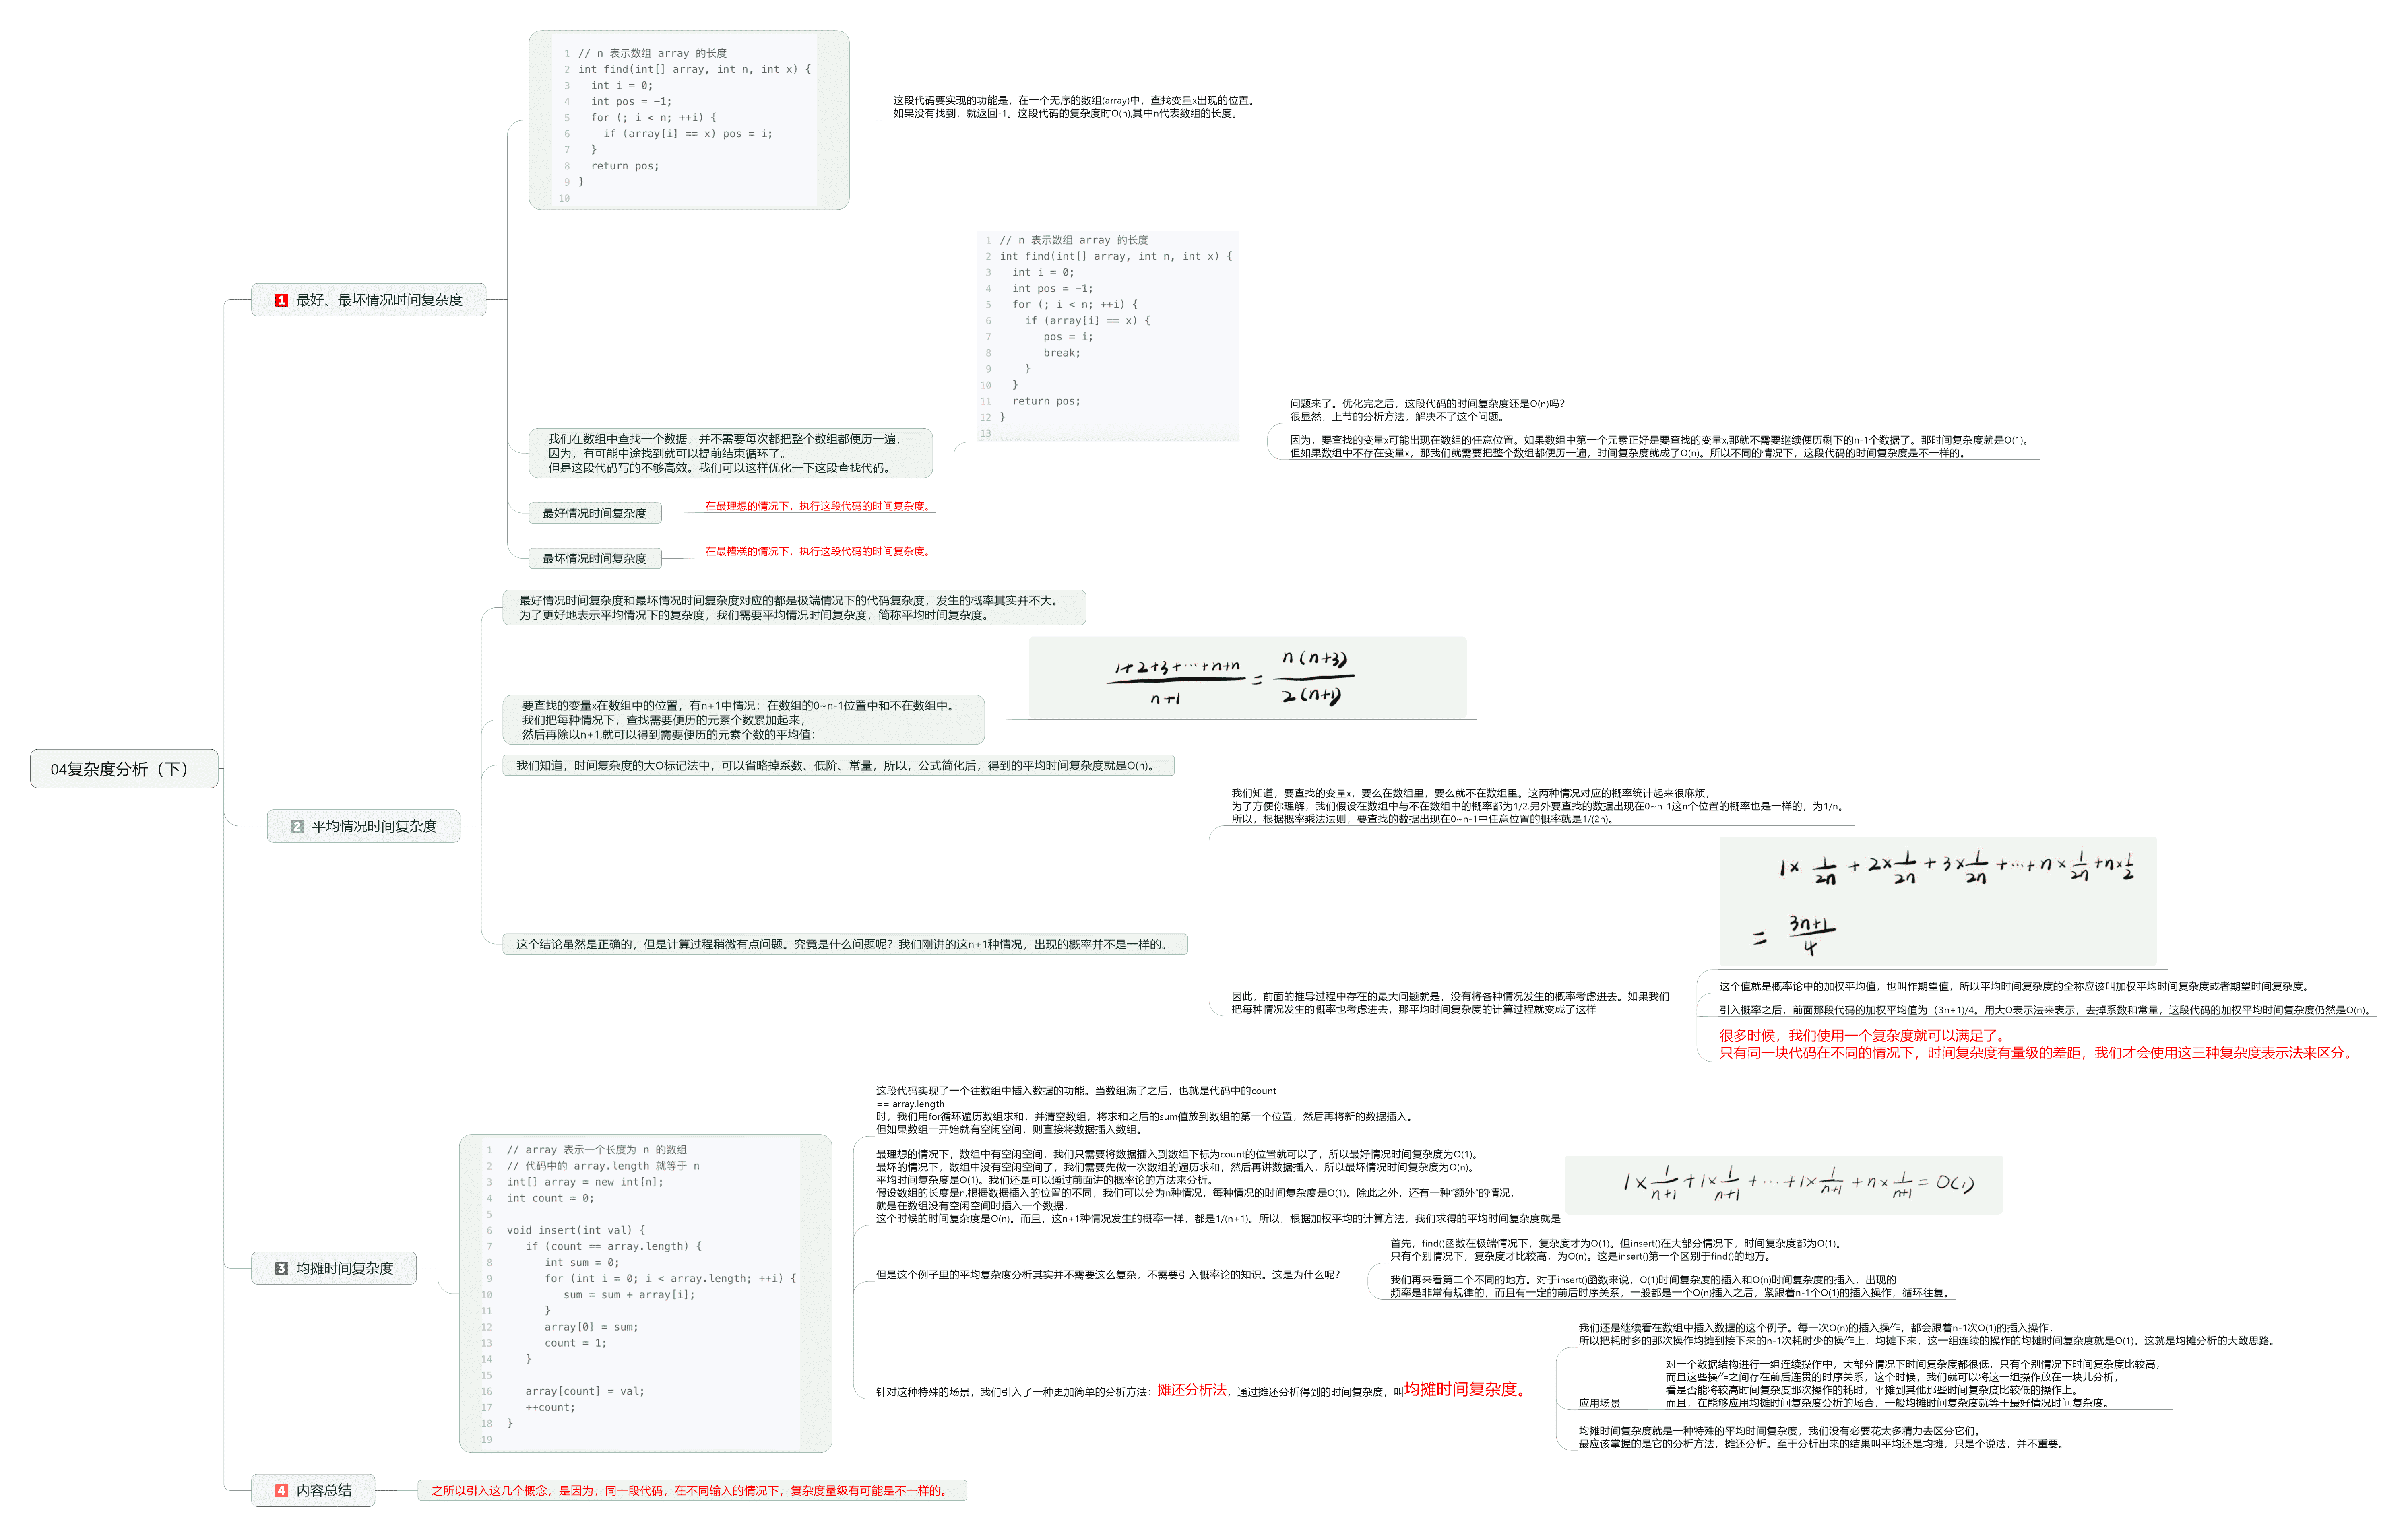 04复杂度分析（下）
1 最好、最坏情况时间复杂度
1 // n 表示数组 array 的长度
2 int find(int[] array, int n, int x) {
3 int i = 0;
4 int pos = -1;
5 for (; i < n; ++i) {
6 if (array[i] == x) pos = i;
7 }
8 return pos;
9 }
10
这段代码要实现的功能是，在一个无序的数组(array)中，查找变量x出现的位置。
如果没有找到，就返回-1。这段代码的复杂度时O(n),其中n代表数组的长度。
我们在数组中查找一个数据，并不需要每次都把整个数组都便历一遍，
因为，有可能中途找到就可以提前结束循环了。
但是这段代码写的不够高效。我们可以这样优化一下这段查找代码。
1 // n 表示数组 array 的长度
2 int find(int[] array, int n, int x) {
3 int i = 0;
4 int pos = -1;
5 for (; i < n; ++i) {
6 if (array[i] == x) {
7 pos = i;
8 break;
9 }
10 }
11 return pos;
12 }
13
问题来了。优化完之后，这段代码的时间复杂度还是O(n)吗？
很显然，上节的分析方法，解决不了这个问题。
因为，要查找的变量x可能出现在数组的任意位置。如果数组中第一个元素正好是要查找的变量x,那就不需要继续便历剩下的n-1个数据了。那时间复杂度就是O(1)。
但如果数组中不存在变量x，那我们就需要把整个数组都便历一遍，时间复杂度就成了O(n)。所以不同的情况下，这段代码的时间复杂度是不一样的。
最好情况时间复杂度
在最理想的情况下，执行这段代码的时间复杂度。
最坏情况时间复杂度
在最糟糕的情况下，执行这段代码的时间复杂度。
2 平均情况时间复杂度
最好情况时间复杂度和最坏情况时间复杂度对应的都是极端情况下的代码复杂度，发生的概率其实并不大。
为了更好地表示平均情况下的复杂度，我们需要平均情况时间复杂度，简称平均时间复杂度。
要查找的变量x在数组中的位置，有n+1中情况：在数组的0~n-1位置中和不在数组中。
我们把每种情况下，查找需要便历的元素个数累加起来，
然后再除以n+1,就可以得到需要便历的元素个数的平均值：
1+2+3+···+n+n / n+1 = n(n+3) / 2(n+1)
我们知道，时间复杂度的大O标记法中，可以省略掉系数、低阶、常量，所以，公式简化后，得到的平均时间复杂度就是O(n)。
这个结论虽然是正确的，但是计算过程稍微有点问题。究竟是什么问题呢？我们刚讲的这n+1种情况，出现的概率并不是一样的。
我们知道，要查找的变量x，要么在数组里，要么就不在数组里。这两种情况对应的概率统计起来很麻烦，
为了方便你理解，我们假设在数组中与不在数组中的概率都为1/2.另外要查找的数据出现在0~n-1这n个位置的概率也是一样的，为1/n。
所以，根据概率乘法法则，要查找的数据出现在0~n-1中任意位置的概率就是1/(2n)。
因此，前面的推导过程中存在的最大问题就是，没有将各种情况发生的概率考虑进去。如果我们
把每种情况发生的概率也考虑进去，那平均时间复杂度的计算过程就变成了这样
1× 1/2n + 2× 1/2n + 3× 1/2n +···+ n × 1/2n + n× 1/2
= 3n+1 / 4
这个值就是概率论中的加权平均值，也叫作期望值，所以平均时间复杂度的全称应该叫加权平均时间复杂度或者期望时间复杂度。
引入概率之后，前面那段代码的加权平均值为（3n+1)/4。用大O表示法来表示，去掉系数和常量，这段代码的加权平均时间复杂度仍然是O(n)。
很多时候，我们使用一个复杂度就可以满足了。
只有同一块代码在不同的情况下，时间复杂度有量级的差距，我们才会使用这三种复杂度表示法来区分。
3 均摊时间复杂度
1 // array 表示一个长度为 n 的数组
2 // 代码中的 array.length 就等于 n
3 int[] array = new int[n];
4 int count = 0;
5
6 void insert(int val) {
7 if (count == array.length) {
8 int sum = 0;
9 for (int i = 0; i < array.length; ++i) {
10 sum = sum + array[i];
11 }
12 array[0] = sum;
13 count = 1;
14 }
15
16 array[count] = val;
17 ++count;
18 }
19
这段代码实现了一个往数组中插入数据的功能。当数组满了之后，也就是代码中的count
== array.length
时，我们用for循环遍历数组求和，并清空数组，将求和之后的sum值放到数组的第一个位置，然后再将新的数据插入。
但如果数组一开始就有空闲空间，则直接将数据插入数组。
最理想的情况下，数组中有空闲空间，我们只需要将数据插入到数组下标为count的位置就可以了，所以最好情况时间复杂度为O(1)。
最坏的情况下，数组中没有空闲空间了，我们需要先做一次数组的遍历求和，然后再讲数据插入，所以最坏情况时间复杂度为O(n)。
平均时间复杂度是O(1)。我们还是可以通过前面讲的概率论的方法来分析。
假设数组的长度是n,根据数据插入的位置的不同，我们可以分为n种情况，每种情况的时间复杂度是O(1)。除此之外，还有一种"额外"的情况，
就是在数组没有空闲空间时插入一个数据，
这个时候的时间复杂度是O(n)。而且，这n+1种情况发生的概率一样，都是1/(n+1)。所以，根据加权平均的计算方法，我们求得的平均时间复杂度就是
1× 1/n+1 + 1× 1/n+1 + ··· + 1× 1/n+1 + n× 1/n+1 = O(1)
但是这个例子里的平均复杂度分析其实并不需要这么复杂，不需要引入概率论的知识。这是为什么呢？
首先，find()函数在极端情况下，复杂度才为O(1)。但insert()在大部分情况下，时间复杂度都为O(1)。
只有个别情况下，复杂度才比较高，为O(n)。这是insert()第一个区别于find()的地方。
我们再来看第二个不同的地方。对于insert()函数来说，O(1)时间复杂度的插入和O(n)时间复杂度的插入，出现的
频率是非常有规律的，而且有一定的前后时序关系，一般都是一个O(n)插入之后，紧跟着n-1个O(1)的插入操作，循环往复。
针对这种特殊的场景，我们引入了一种更加简单的分析方法：摊还分析法，通过摊还分析得到的时间复杂度，叫均摊时间复杂度。
我们还是继续看在数组中插入数据的这个例子。每一次O(n)的插入操作，都会跟着n-1次O(1)的插入操作，
所以把耗时多的那次操作均摊到接下来的n-1次耗时少的操作上，均摊下来，这一组连续的操作的均摊时间复杂度就是O(1)。这就是均摊分析的大致思路。
应用场景
对一个数据结构进行一组连续操作中，大部分情况下时间复杂度都很低，只有个别情况下时间复杂度比较高，
而且这些操作之间存在前后连贯的时序关系，这个时候，我们就可以将这一组操作放在一块儿分析，
看是否能将较高时间复杂度那次操作的耗时，平摊到其他那些时间复杂度比较低的操作上。
而且，在能够应用均摊时间复杂度分析的场合，一般均摊时间复杂度就等于最好情况时间复杂度。
均摊时间复杂度就是一种特殊的平均时间复杂度，我们没有必要花太多精力去区分它们。
最应该掌握的是它的分析方法，摊还分析。至于分析出来的结果叫平均还是均摊，只是个说法，并不重要。
4 内容总结
之所以引入这几个概念，是因为，同一段代码，在不同输入的情况下，复杂度量级有可能是不一样的。